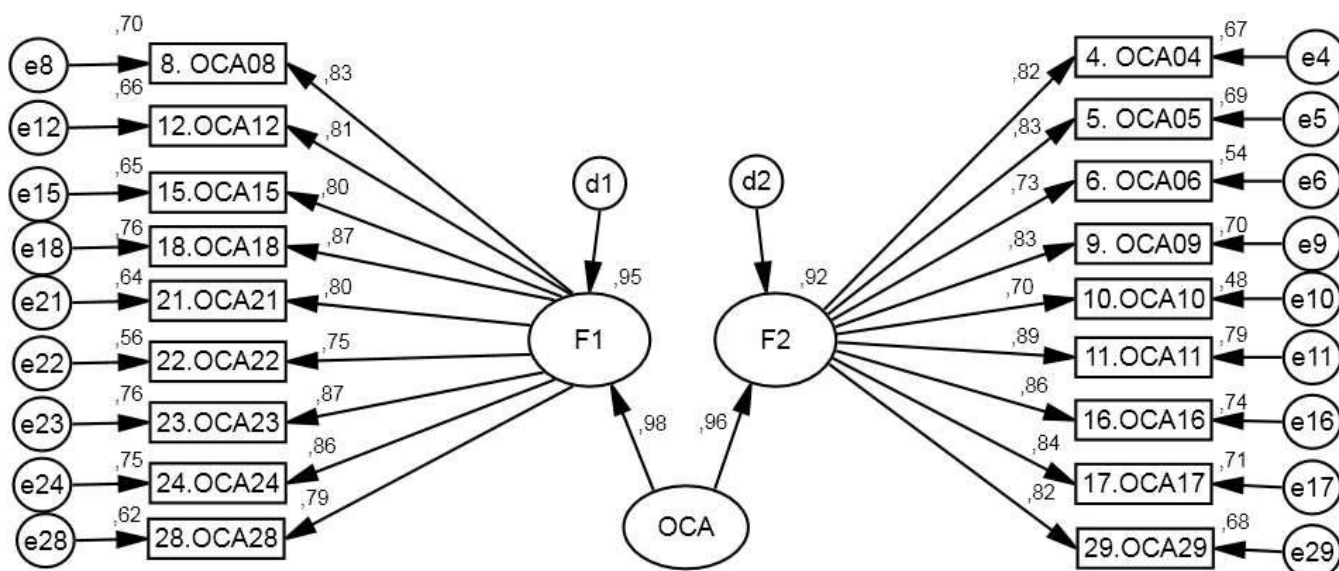 ,70
e8
8. OCA08
,83
,66
e12
12.OCA12
,81
,65
e15
15.OCA15
,80
,76
e18
18.OCA18
,87
,64
e21
21.OCA21
,80
,56
e22
22.OCA22
,75
,76
e23
23.OCA23
,87
,75
e24
24.OCA24
,86
,62
e28
28.OCA28
,79
d1
,95
F1
d2
,92
F2
,98
,96
OCA
,82
4. OCA04
,67
e4
,83
5. OCA05
,69
e5
,73
6. OCA06
,54
e6
,83
9. OCA09
,70
e9
,70
10.OCA10
,48
e10
,89
11.OCA11
,79
e11
,86
16.OCA16
,74
e16
,84
17.OCA17
,71
e17
,82
29.OCA29
,68
e29